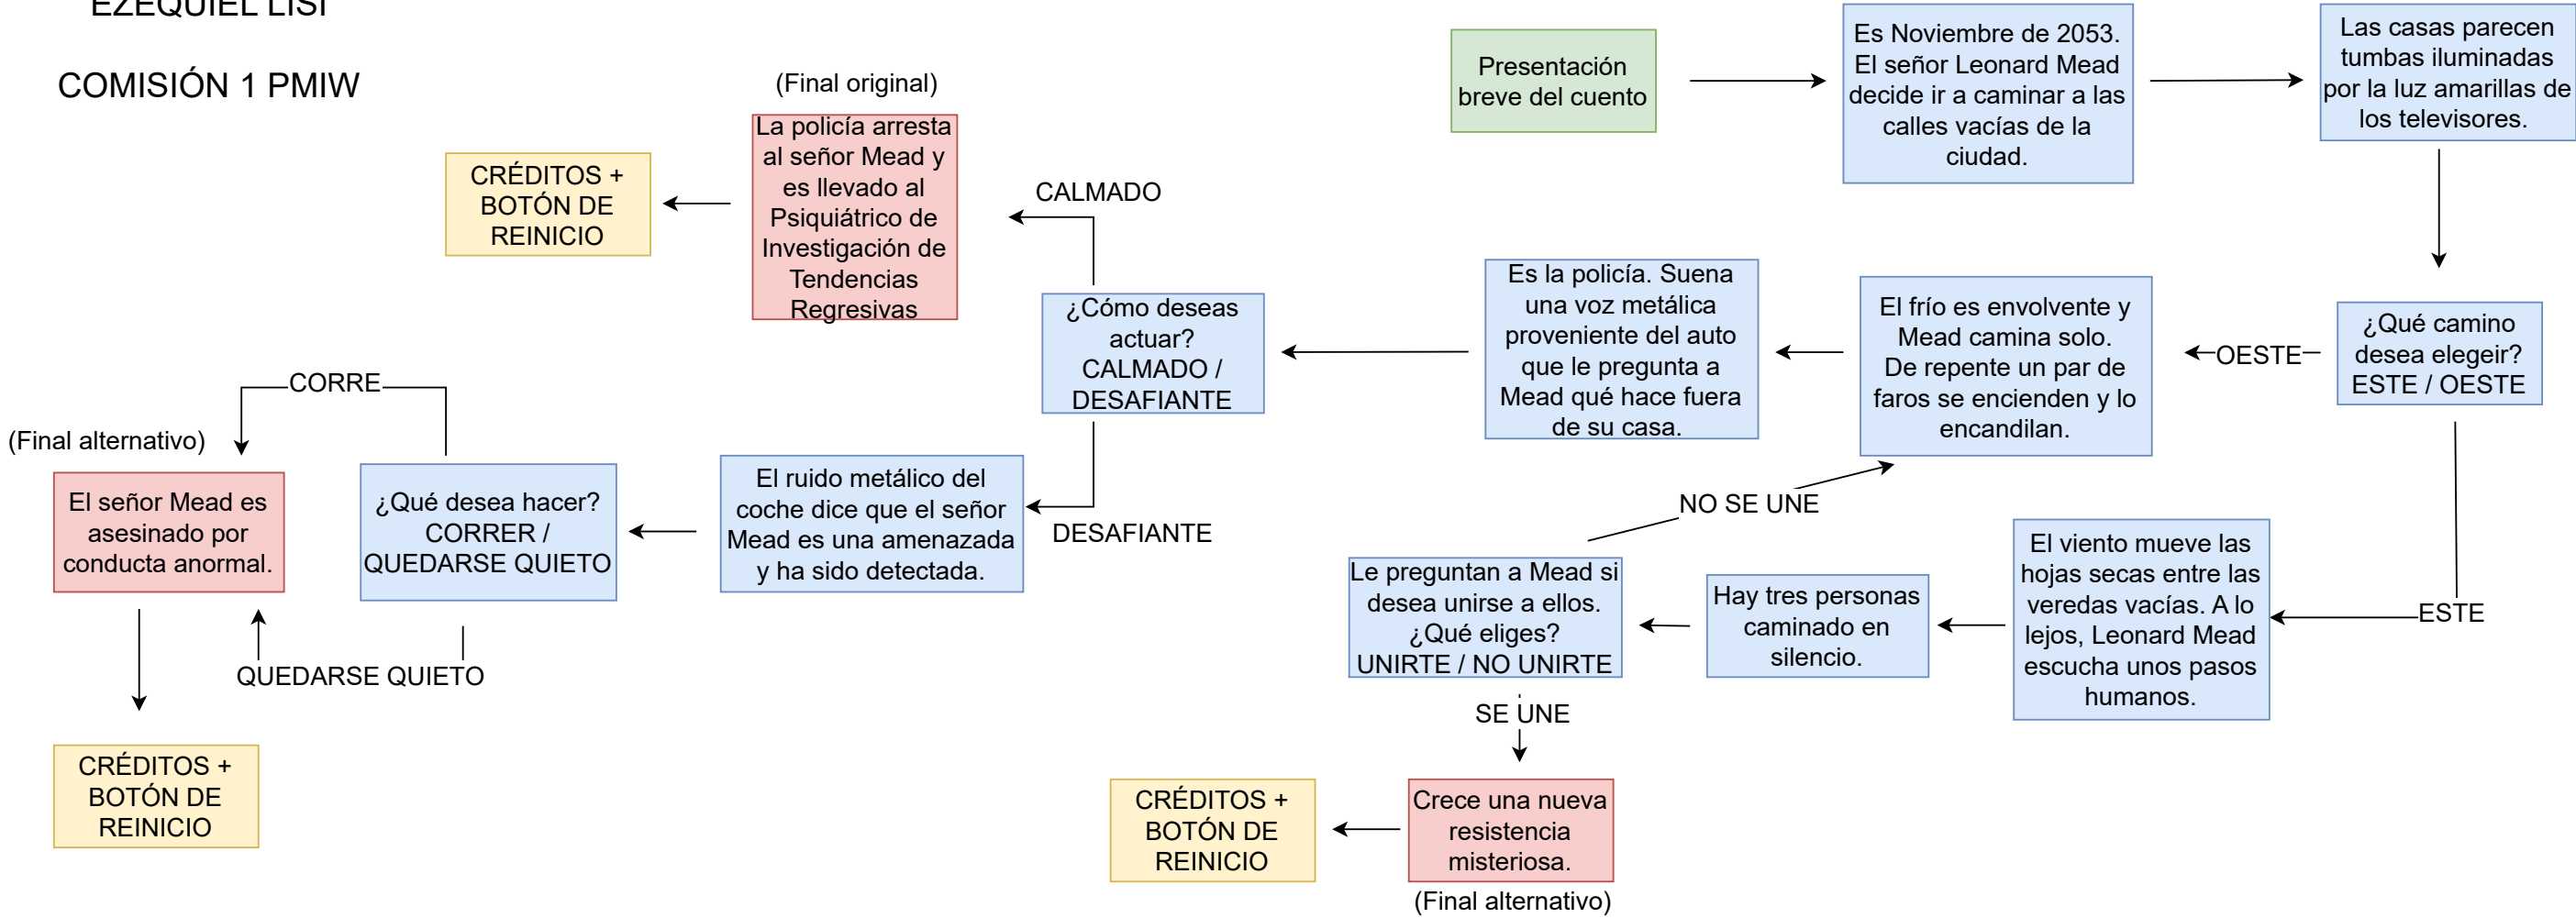 EZEQUIEL LISI
COMISIÓN 1 PMIW
Presentación
breve del cuento
Es Noviembre de 2053.
El señor Leonard Mead
decide ir a caminar a las
calles vacías de la
ciudad.
Las casas parecen
tumbas iluminadas
por la luz amarillas de
los televisores.
¿Qué camino
desea elegeir?
ESTE / OESTE
OESTE
El frío es envolvente y
Mead camina solo.
De repente un par de
faros se encienden y lo
encandilan.
Es la policía. Suena
una voz metálica
proveniente del auto
que le pregunta a
Mead qué hace fuera
de su casa.
¿Cómo deseas
actuar?
CALMADO /
DESAFIANTE
CALMADO
(Final original)
La policía arresta
al señor Mead y
es llevado al
Psiquiátrico de
Investigación de
Tendencias
Regresivas
CRÉDITOS +
BOTÓN DE
REINICIO
DESAFIANTE
El ruido metálico del
coche dice que el señor
Mead es una amenazada
y ha sido detectada.
¿Qué desea hacer?
CORRER /
QUEDARSE QUIETO
CORRE
QUEDARSE QUIETO
(Final alternativo)
El señor Mead es
asesinado por
conducta anormal.
CRÉDITOS +
BOTÓN DE
REINICIO
ESTE
El viento mueve las
hojas secas entre las
veredas vacías. A lo
lejos, Leonard Mead
escucha unos pasos
humanos.
Hay tres personas
caminado en
silencio.
Le preguntan a Mead si
desea unirse a ellos.
¿Qué eliges?
UNIRTE / NO UNIRTE
NO SE UNE
SE UNE
Crece una nueva
resistencia
misteriosa.
(Final alternativo)
CRÉDITOS +
BOTÓN DE
REINICIO